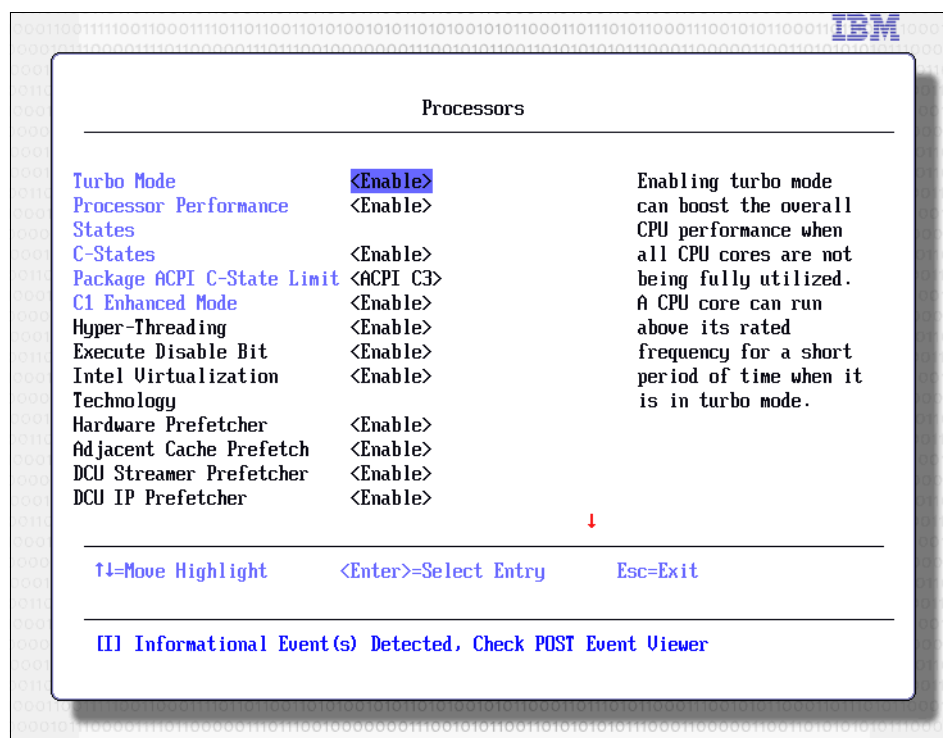 IBM
Processors
Turbo Mode <Enable> Enabling turbo mode
Processor Performance <Enable> can boost the overall
States CPU performance when
C-States <Enable> all CPU cores are not
Package ACPI C-State Limit <ACPI C3> being fully utilized.
C1 Enhanced Mode <Enable> A CPU core can run
Hyper-Threading <Enable> above its rated
Execute Disable Bit <Enable> frequency for a short
Intel Virtualization <Enable> period of time when it
Technology is in turbo mode.
Hardware Prefetcher <Enable>
Adjacent Cache Prefetch <Enable>
DCU Streamer Prefetcher <Enable>
DCU IP Prefetcher <Enable>
↓
↑↓=Move Highlight <Enter>=Select Entry Esc=Exit
[I] Informational Event(s) Detected, Check POST Event Viewer